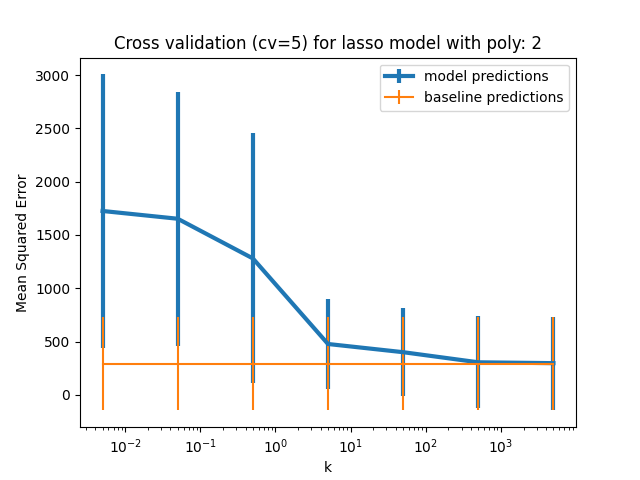 Cross validation (cv=5) for lasso model with poly: 2
model predictions
baseline predictions
3000
2500
2000
1500
1000
500
0
Mean Squared Error
10⁻² 10⁻¹ 10⁰ 10¹ 10² 10³
k